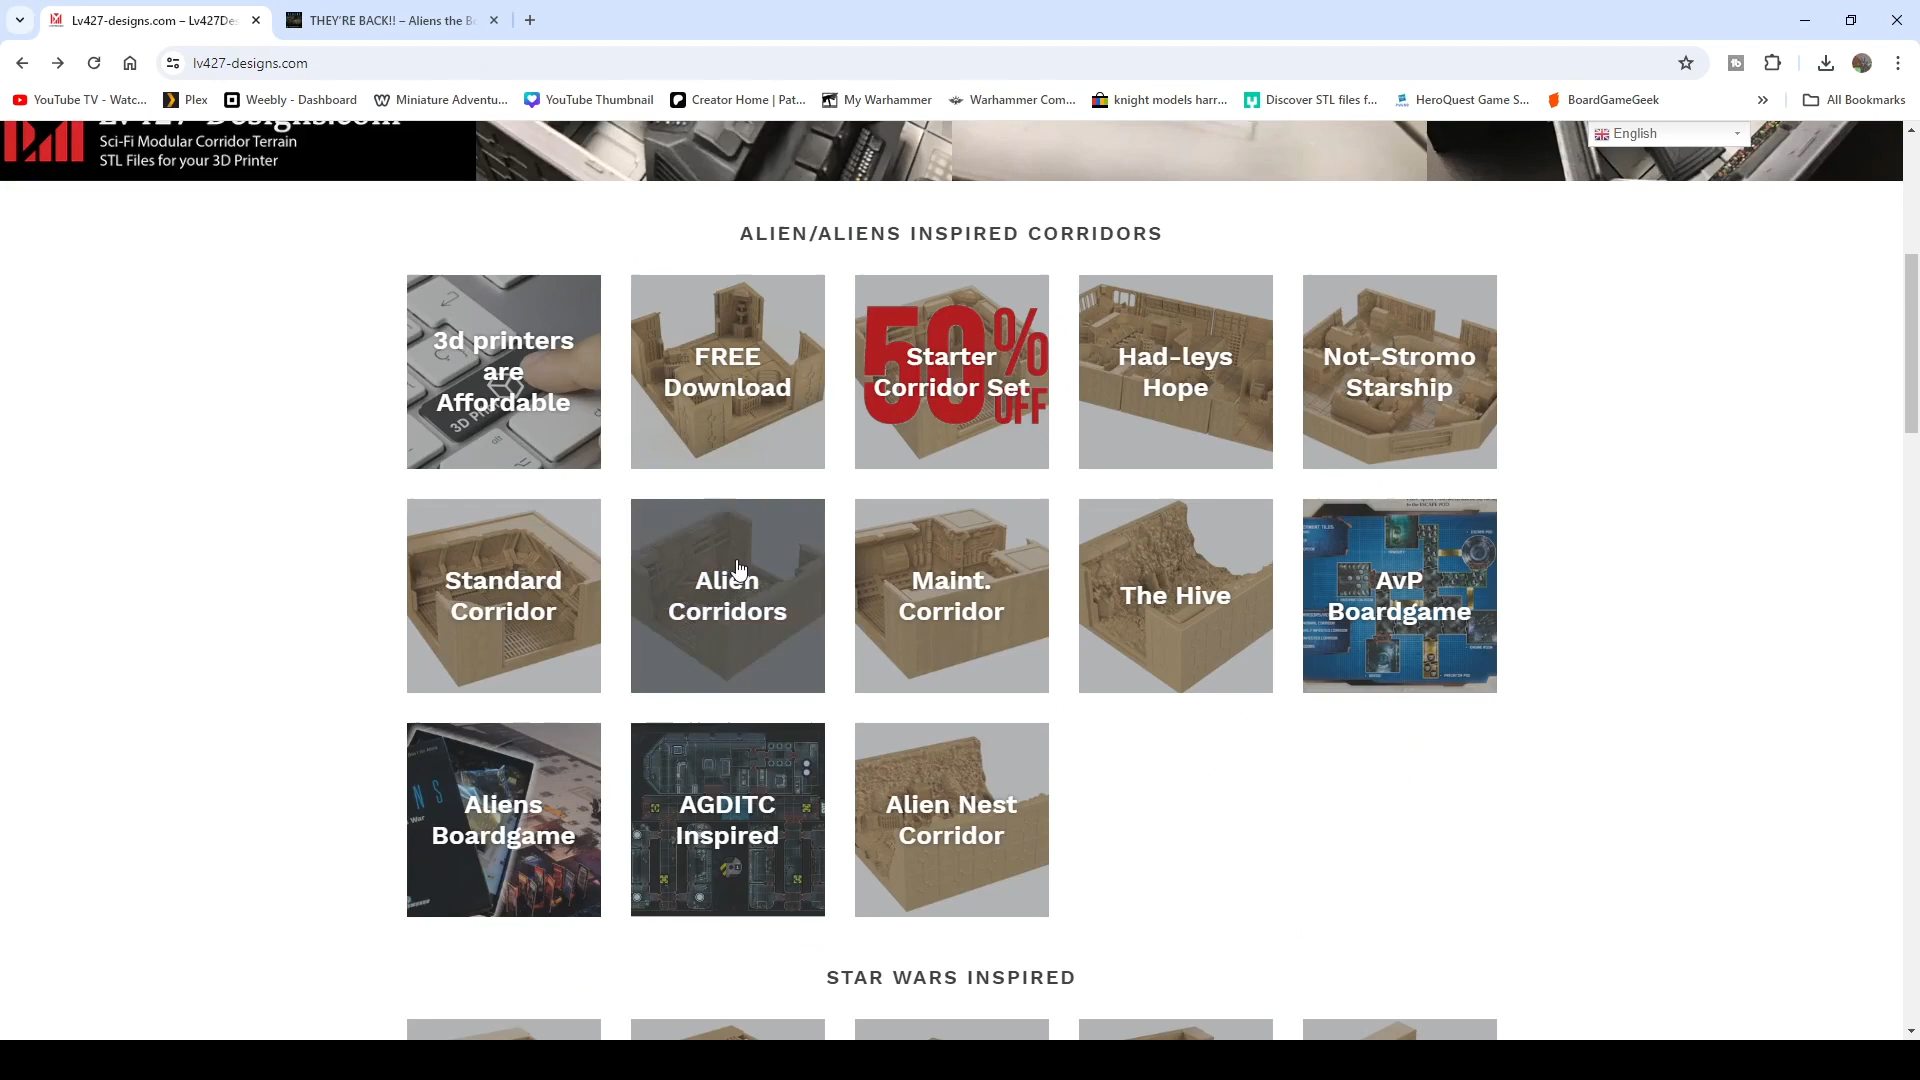 Lv427-designs.com – Lv427De
THEY'RE BACK!! – Aliens the B
lv427-designs.com
YouTube TV - Watc...
Plex
Weebly - Dashboard
Miniature Adventu...
YouTube Thumbnail
Creator Home | Pat...
My Warhammer
Warhammer Com...
knight models harr...
Discover STL files f...
HeroQuest Game S...
BoardGameGeek
All Bookmarks
Sci-Fi Modular Corridor Terrain
STL Files for your 3D Printer
English
ALIEN/ALIENS INSPIRED CORRIDORS
3d printers
are
Affordable
FREE
Download
50% OFF
Starter
Corridor Set
Had-leys
Hope
Not-Stromo
Starship
Standard
Corridor
Alien
Corridors
Maint.
Corridor
The Hive
AvP
Boardgame
Aliens
Boardgame
AGDITC
Inspired
Alien Nest
Corridor
STAR WARS INSPIRED